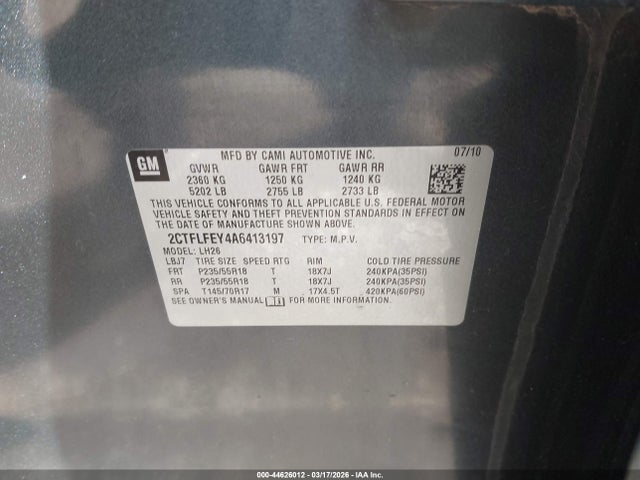 GM
MFD BY CAMI AUTOMOTIVE INC. 07/10
GVWR GAWR FRT GAWR RR
2360 KG 1250 KG 1240 KG
5202 LB 2755 LB 2733 LB
THIS VEHICLE CONFORMS TO ALL APPLICABLE U.S. FEDERAL MOTOR
VEHICLE SAFETY AND THEFT PREVENTION STANDARDS IN EFFECT ON
THE DATE OF MANUFACTURE SHOWN ABOVE.
2CTFLFEY4A6413197 TYPE: M.P.V.
MODEL: LH26
LBJ7 TIRE SIZE SPEED RTG RIM COLD TIRE PRESSURE
FRT P235/55R18 T 18X7J 240KPA(35PSI)
RR P235/55R18 T 18X7J 240KPA(35PSI)
SPA T145/70R17 M 17X4.5T 420KPA(60PSI)
SEE OWNER'S MANUAL
000-44626012 — 03/17/2026 — IAA Inc.